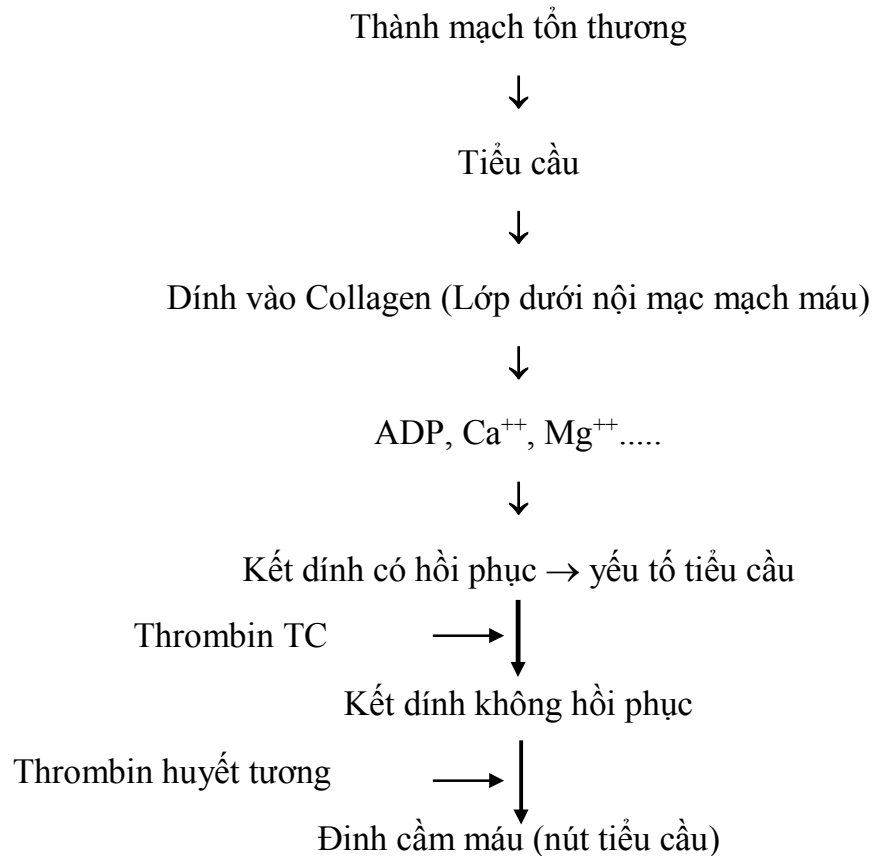 Thành mạch tổn thương
↓
Tiểu cầu
↓
Dính vào Collagen (Lớp dưới nội mạc mạch máu)
↓
ADP, Ca⁺⁺, Mg⁺⁺.....
↓
Kết dính có hồi phục → yếu tố tiểu cầu
Thrombin TC
Kết dính không hồi phục
Thrombin huyết tương
Đinh cầm máu (nút tiểu cầu)